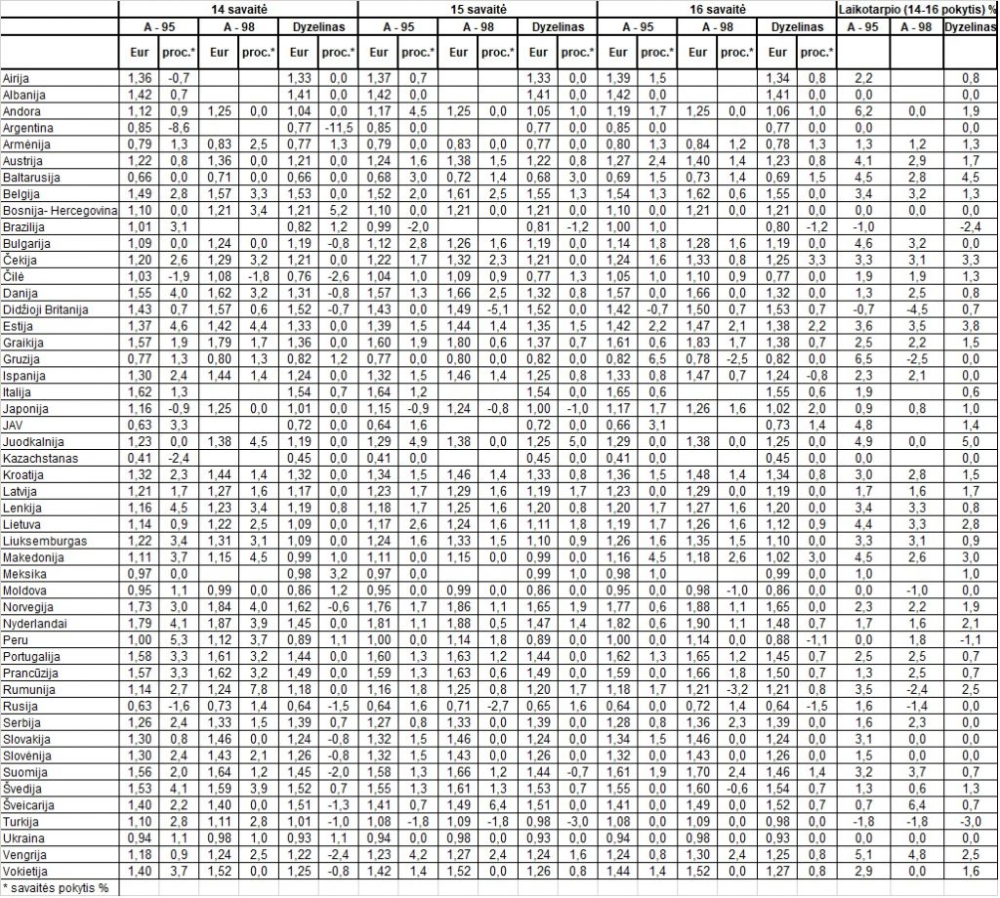 14 savaitė 15 savaitė 16 savaitė Laikotarpio (14-16 pokytis) %
A - 95 A - 98 Dyzelinas A - 95 A - 98 Dyzelinas A - 95 A - 98 Dyzelinas A - 95 A - 98 Dyzelinas
Eur proc.* Eur proc.* Eur proc.* Eur proc.* Eur proc.* Eur proc.* Eur proc.* Eur proc.* Eur proc.*
Airija 1,36 -0,7 1,33 0,0 1,37 0,7 1,33 0,0 1,39 1,5 1,34 0,8 2,2 0,8
Albanija 1,42 0,7 1,41 0,0 1,42 0,0 1,41 0,0 1,42 0,0 1,41 0,0 0,0 0,0
Andora 1,12 0,9 1,25 0,0 1,04 0,0 1,17 4,5 1,25 0,0 1,05 1,0 1,19 1,7 1,25 0,0 1,06 1,0 6,2 0,0 1,9
Argentina 0,85 -8,6 0,77 -11,5 0,85 0,0 0,77 0,0 0,85 0,0 0,77 0,0 0,0 0,0
Armėnija 0,79 1,3 0,83 2,5 0,77 1,3 0,79 0,0 0,83 0,0 0,77 0,0 0,80 1,3 0,84 1,2 0,78 1,3 1,3 1,2 1,3
Austrija 1,22 0,8 1,36 0,0 1,21 0,0 1,24 1,6 1,38 1,5 1,22 0,8 1,27 2,4 1,40 1,4 1,23 0,8 4,1 2,9 1,7
Baltarusija 0,66 0,0 0,71 0,0 0,66 0,0 0,68 3,0 0,72 1,4 0,68 3,0 0,69 1,5 0,73 1,4 0,69 1,5 4,5 2,8 4,5
Belgija 1,49 2,8 1,57 3,3 1,53 0,0 1,52 2,0 1,61 2,5 1,55 1,3 1,54 1,3 1,62 0,6 1,55 0,0 3,4 3,2 1,3
Bosnija- Hercegovina 1,10 0,0 1,21 3,4 1,21 5,2 1,10 0,0 1,21 0,0 1,21 0,0 1,10 0,0 1,21 0,0 1,21 0,0 0,0 0,0 0,0
Brazilija 1,01 3,1 0,82 1,2 0,99 -2,0 0,81 -1,2 1,00 1,0 0,80 -1,2 -1,0 -2,4
Bulgarija 1,09 0,0 1,24 0,0 1,19 -0,8 1,12 2,8 1,26 1,6 1,19 0,0 1,14 1,8 1,28 1,6 1,19 0,0 4,6 3,2 0,0
Čekija 1,20 2,6 1,29 3,2 1,21 0,0 1,22 1,7 1,32 2,3 1,21 0,0 1,24 1,6 1,33 0,8 1,25 3,3 3,3 3,1 3,3
Čilė 1,03 -1,9 1,08 -1,8 0,76 -2,6 1,04 1,0 1,09 0,9 0,77 1,3 1,05 1,0 1,10 0,9 0,77 0,0 1,9 1,9 1,3
Danija 1,55 4,0 1,62 3,2 1,31 -0,8 1,57 1,3 1,66 2,5 1,32 0,8 1,57 0,0 1,66 0,0 1,32 0,0 1,3 2,5 0,8
Didžioji Britanija 1,43 0,7 1,57 0,6 1,52 -0,7 1,43 0,0 1,49 -5,1 1,52 0,0 1,42 -0,7 1,50 0,7 1,53 0,7 -0,7 -4,5 0,7
Estija 1,37 4,6 1,42 4,4 1,33 0,0 1,39 1,5 1,44 1,4 1,35 1,5 1,42 2,2 1,47 2,1 1,38 2,2 3,6 3,5 3,8
Graikija 1,57 1,9 1,79 1,7 1,36 0,0 1,60 1,9 1,80 0,6 1,37 0,7 1,61 0,6 1,83 1,7 1,38 0,7 2,5 2,2 1,5
Gruzija 0,77 1,3 0,80 1,3 0,82 1,2 0,77 0,0 0,80 0,0 0,82 0,0 0,82 6,5 0,78 -2,5 0,82 0,0 6,5 -2,5 0,0
Ispanija 1,30 2,4 1,44 1,4 1,24 0,0 1,32 1,5 1,46 1,4 1,25 0,8 1,33 0,8 1,47 0,7 1,24 -0,8 2,3 2,1 0,0
Italija 1,62 1,3 1,54 0,7 1,64 1,2 1,54 0,0 1,65 0,6 1,55 0,6 1,9 0,6
Japonija 1,16 -0,9 1,25 0,0 1,01 0,0 1,15 -0,9 1,24 -0,8 1,00 -1,0 1,17 1,7 1,26 1,6 1,02 2,0 0,9 0,8 1,0
JAV 0,63 3,3 0,72 0,0 0,64 1,6 0,72 0,0 0,66 3,1 0,73 1,4 4,8 1,4
Juodkalnija 1,23 0,0 1,38 4,5 1,19 0,0 1,29 4,9 1,38 0,0 1,25 5,0 1,29 0,0 1,38 0,0 1,25 0,0 4,9 0,0 5,0
Kazachstanas 0,41 -2,4 0,45 0,0 0,41 0,0 0,45 0,0 0,41 0,0 0,45 0,0 0,0 0,0
Kroatija 1,32 2,3 1,44 1,4 1,32 0,0 1,34 1,5 1,46 1,4 1,33 0,8 1,36 1,5 1,48 1,4 1,34 0,8 3,0 2,8 1,5
Latvija 1,21 1,7 1,27 1,6 1,17 0,0 1,23 1,7 1,29 1,6 1,19 1,7 1,23 0,0 1,29 0,0 1,19 0,0 1,7 1,6 1,7
Lenkija 1,16 4,5 1,23 3,4 1,19 0,8 1,18 1,7 1,25 1,6 1,20 0,8 1,20 1,7 1,27 1,6 1,20 0,0 3,4 3,3 0,8
Lietuva 1,14 0,9 1,22 2,5 1,09 0,0 1,17 2,6 1,24 1,6 1,11 1,8 1,19 1,7 1,26 1,6 1,12 0,9 4,4 3,3 2,8
Liuksemburgas 1,22 3,4 1,31 3,1 1,09 0,0 1,24 1,6 1,33 1,5 1,10 0,9 1,26 1,6 1,35 1,5 1,10 0,0 3,3 3,1 0,9
Makedonija 1,11 3,7 1,15 4,5 0,99 1,0 1,11 0,0 1,15 0,0 0,99 0,0 1,16 4,5 1,18 2,6 1,02 3,0 4,5 2,6 3,0
Meksika 0,97 0,0 0,98 3,2 0,97 0,0 0,99 1,0 0,98 1,0 0,99 0,0 1,0 1,0
Moldova 0,95 1,1 0,99 0,0 0,86 1,2 0,95 0,0 0,99 0,0 0,86 0,0 0,95 0,0 0,98 -1,0 0,86 0,0 0,0 -1,0 0,0
Norvegija 1,73 3,0 1,84 4,0 1,62 -0,6 1,76 1,7 1,86 1,1 1,65 1,9 1,77 0,6 1,88 1,1 1,65 0,0 2,3 2,2 1,9
Nyderlandai 1,79 4,1 1,87 3,9 1,45 0,0 1,81 1,1 1,88 0,5 1,47 1,4 1,82 0,6 1,90 1,1 1,48 0,7 1,7 1,6 2,1
Peru 1,00 5,3 1,12 3,7 0,89 1,1 1,00 0,0 1,14 1,8 0,89 0,0 1,00 0,0 1,14 0,0 0,88 -1,1 0,0 1,8 -1,1
Portugalija 1,58 3,3 1,61 3,2 1,44 0,0 1,60 1,3 1,63 1,2 1,44 0,0 1,62 1,3 1,65 1,2 1,45 0,7 2,5 2,5 0,7
Prancūzija 1,57 3,3 1,62 3,2 1,49 0,0 1,59 1,3 1,63 0,6 1,49 0,0 1,59 0,0 1,66 1,8 1,50 0,7 1,3 2,5 0,7
Rumunija 1,14 2,7 1,24 7,8 1,18 0,0 1,16 1,8 1,25 0,8 1,20 1,7 1,18 1,7 1,21 -3,2 1,21 0,8 3,5 -2,4 2,5
Rusija 0,63 -1,6 0,73 1,4 0,64 -1,5 0,64 1,6 0,71 -2,7 0,65 1,6 0,64 0,0 0,72 1,4 0,64 -1,5 1,6 -1,4 0,0
Serbija 1,26 2,4 1,33 1,5 1,39 0,7 1,27 0,8 1,33 0,0 1,39 0,0 1,28 0,8 1,36 2,3 1,39 0,0 1,6 2,3 0,0
Slovakija 1,30 0,8 1,46 0,0 1,24 -0,8 1,32 1,5 1,46 0,0 1,24 0,0 1,34 1,5 1,46 0,0 1,24 0,0 3,1 0,0 0,0
Slovėnija 1,30 2,4 1,43 2,1 1,26 -0,8 1,32 1,5 1,43 0,0 1,26 0,0 1,32 0,0 1,43 0,0 1,26 0,0 1,5 0,0 0,0
Suomija 1,56 2,0 1,64 1,2 1,45 -2,0 1,58 1,3 1,66 1,2 1,44 -0,7 1,61 1,9 1,70 2,4 1,46 1,4 3,2 3,7 0,7
Švedija 1,53 4,1 1,59 3,9 1,52 0,7 1,55 1,3 1,61 1,3 1,53 0,7 1,55 0,0 1,60 -0,6 1,54 0,7 1,3 0,6 1,3
Šveicarija 1,40 2,2 1,40 0,0 1,51 -1,3 1,41 0,7 1,49 6,4 1,51 0,0 1,41 0,0 1,49 0,0 1,52 0,7 0,7 6,4 0,7
Turkija 1,10 2,8 1,11 2,8 1,01 -1,0 1,08 -1,8 1,09 -1,8 0,98 -3,0 1,08 0,0 1,09 0,0 0,98 0,0 -1,8 -1,8 -3,0
Ukraina 0,94 1,1 0,98 1,0 0,93 1,1 0,94 0,0 0,98 0,0 0,93 0,0 0,94 0,0 0,98 0,0 0,93 0,0 0,0 0,0 0,0
Vengrija 1,18 0,9 1,24 2,5 1,22 -2,4 1,23 4,2 1,27 2,4 1,24 1,6 1,24 0,8 1,30 2,4 1,25 0,8 5,1 4,8 2,5
Vokietija 1,40 3,7 1,52 0,0 1,25 -0,8 1,42 1,4 1,52 0,0 1,26 0,8 1,44 1,4 1,52 0,0 1,27 0,8 2,9 0,0 1,6
* savaitės pokytis %